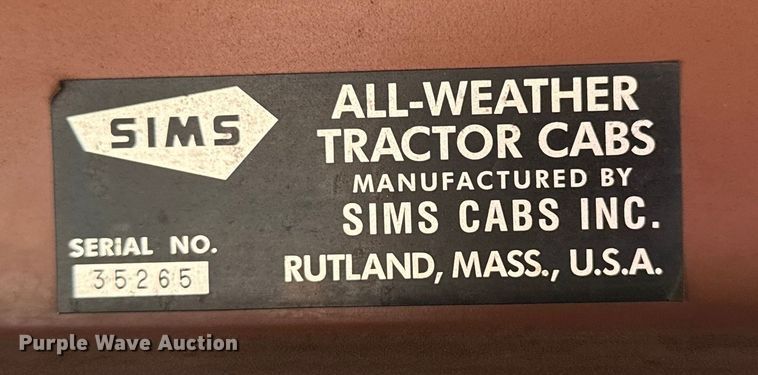 SIMS
ALL-WEATHER
TRACTOR CABS
MANUFACTURED BY
SIMS CABS INC.
RUTLAND, MASS., U.S.A.
SERIAL NO.
35265
Purple Wave Auction